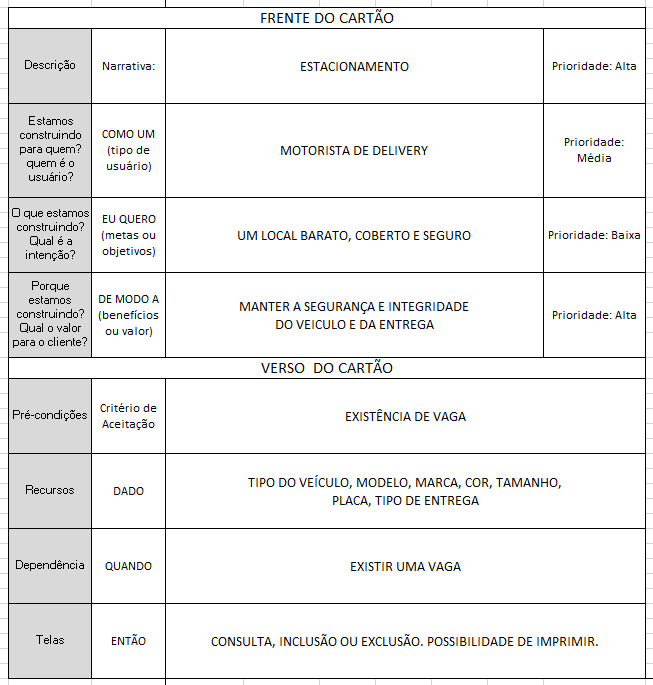 FRENTE DO CARTÃO
Descrição
Narrativa:
ESTACIONAMENTO
Prioridade: Alta
Estamos
construindo
para quem?
quem é o
usuário?
COMO UM
(tipo de
usuário)
MOTORISTA DE DELIVERY
Prioridade:
Média
O que estamos
construindo?
Qual é a
intenção?
EU QUERO
(metas ou
objetivos)
UM LOCAL BARATO, COBERTO E SEGURO
Prioridade: Baixa
Porque
estamos
construindo?
Qual o valor
para o cliente?
DE MODO A
(benefícios
ou valor)
MANTER A SEGURANÇA E INTEGRIDADE
DO VEICULO E DA ENTREGA
Prioridade: Alta
VERSO DO CARTÃO
Pré-condições
Critério de
Aceitação
EXISTÊNCIA DE VAGA
Recursos
DADO
TIPO DO VEÍCULO, MODELO, MARCA, COR, TAMANHO,
PLACA, TIPO DE ENTREGA
Dependência
QUANDO
EXISTIR UMA VAGA
Telas
ENTÃO
CONSULTA, INCLUSÃO OU EXCLUSÃO. POSSIBILIDADE DE IMPRIMIR.